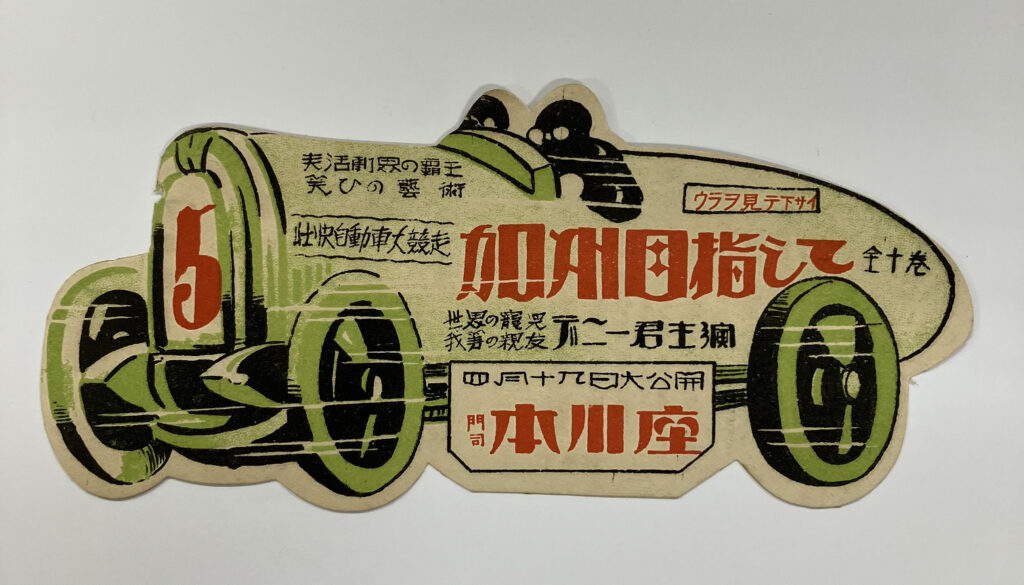 活劇界の覇王
笑ひの藝術
ウラヲ見テ下サイ
5
壮快自動車大競走
加州目指して 全十巻
世界の寵児
我等の親友
デニー君主演
四月十九日大公開
門司 本川座